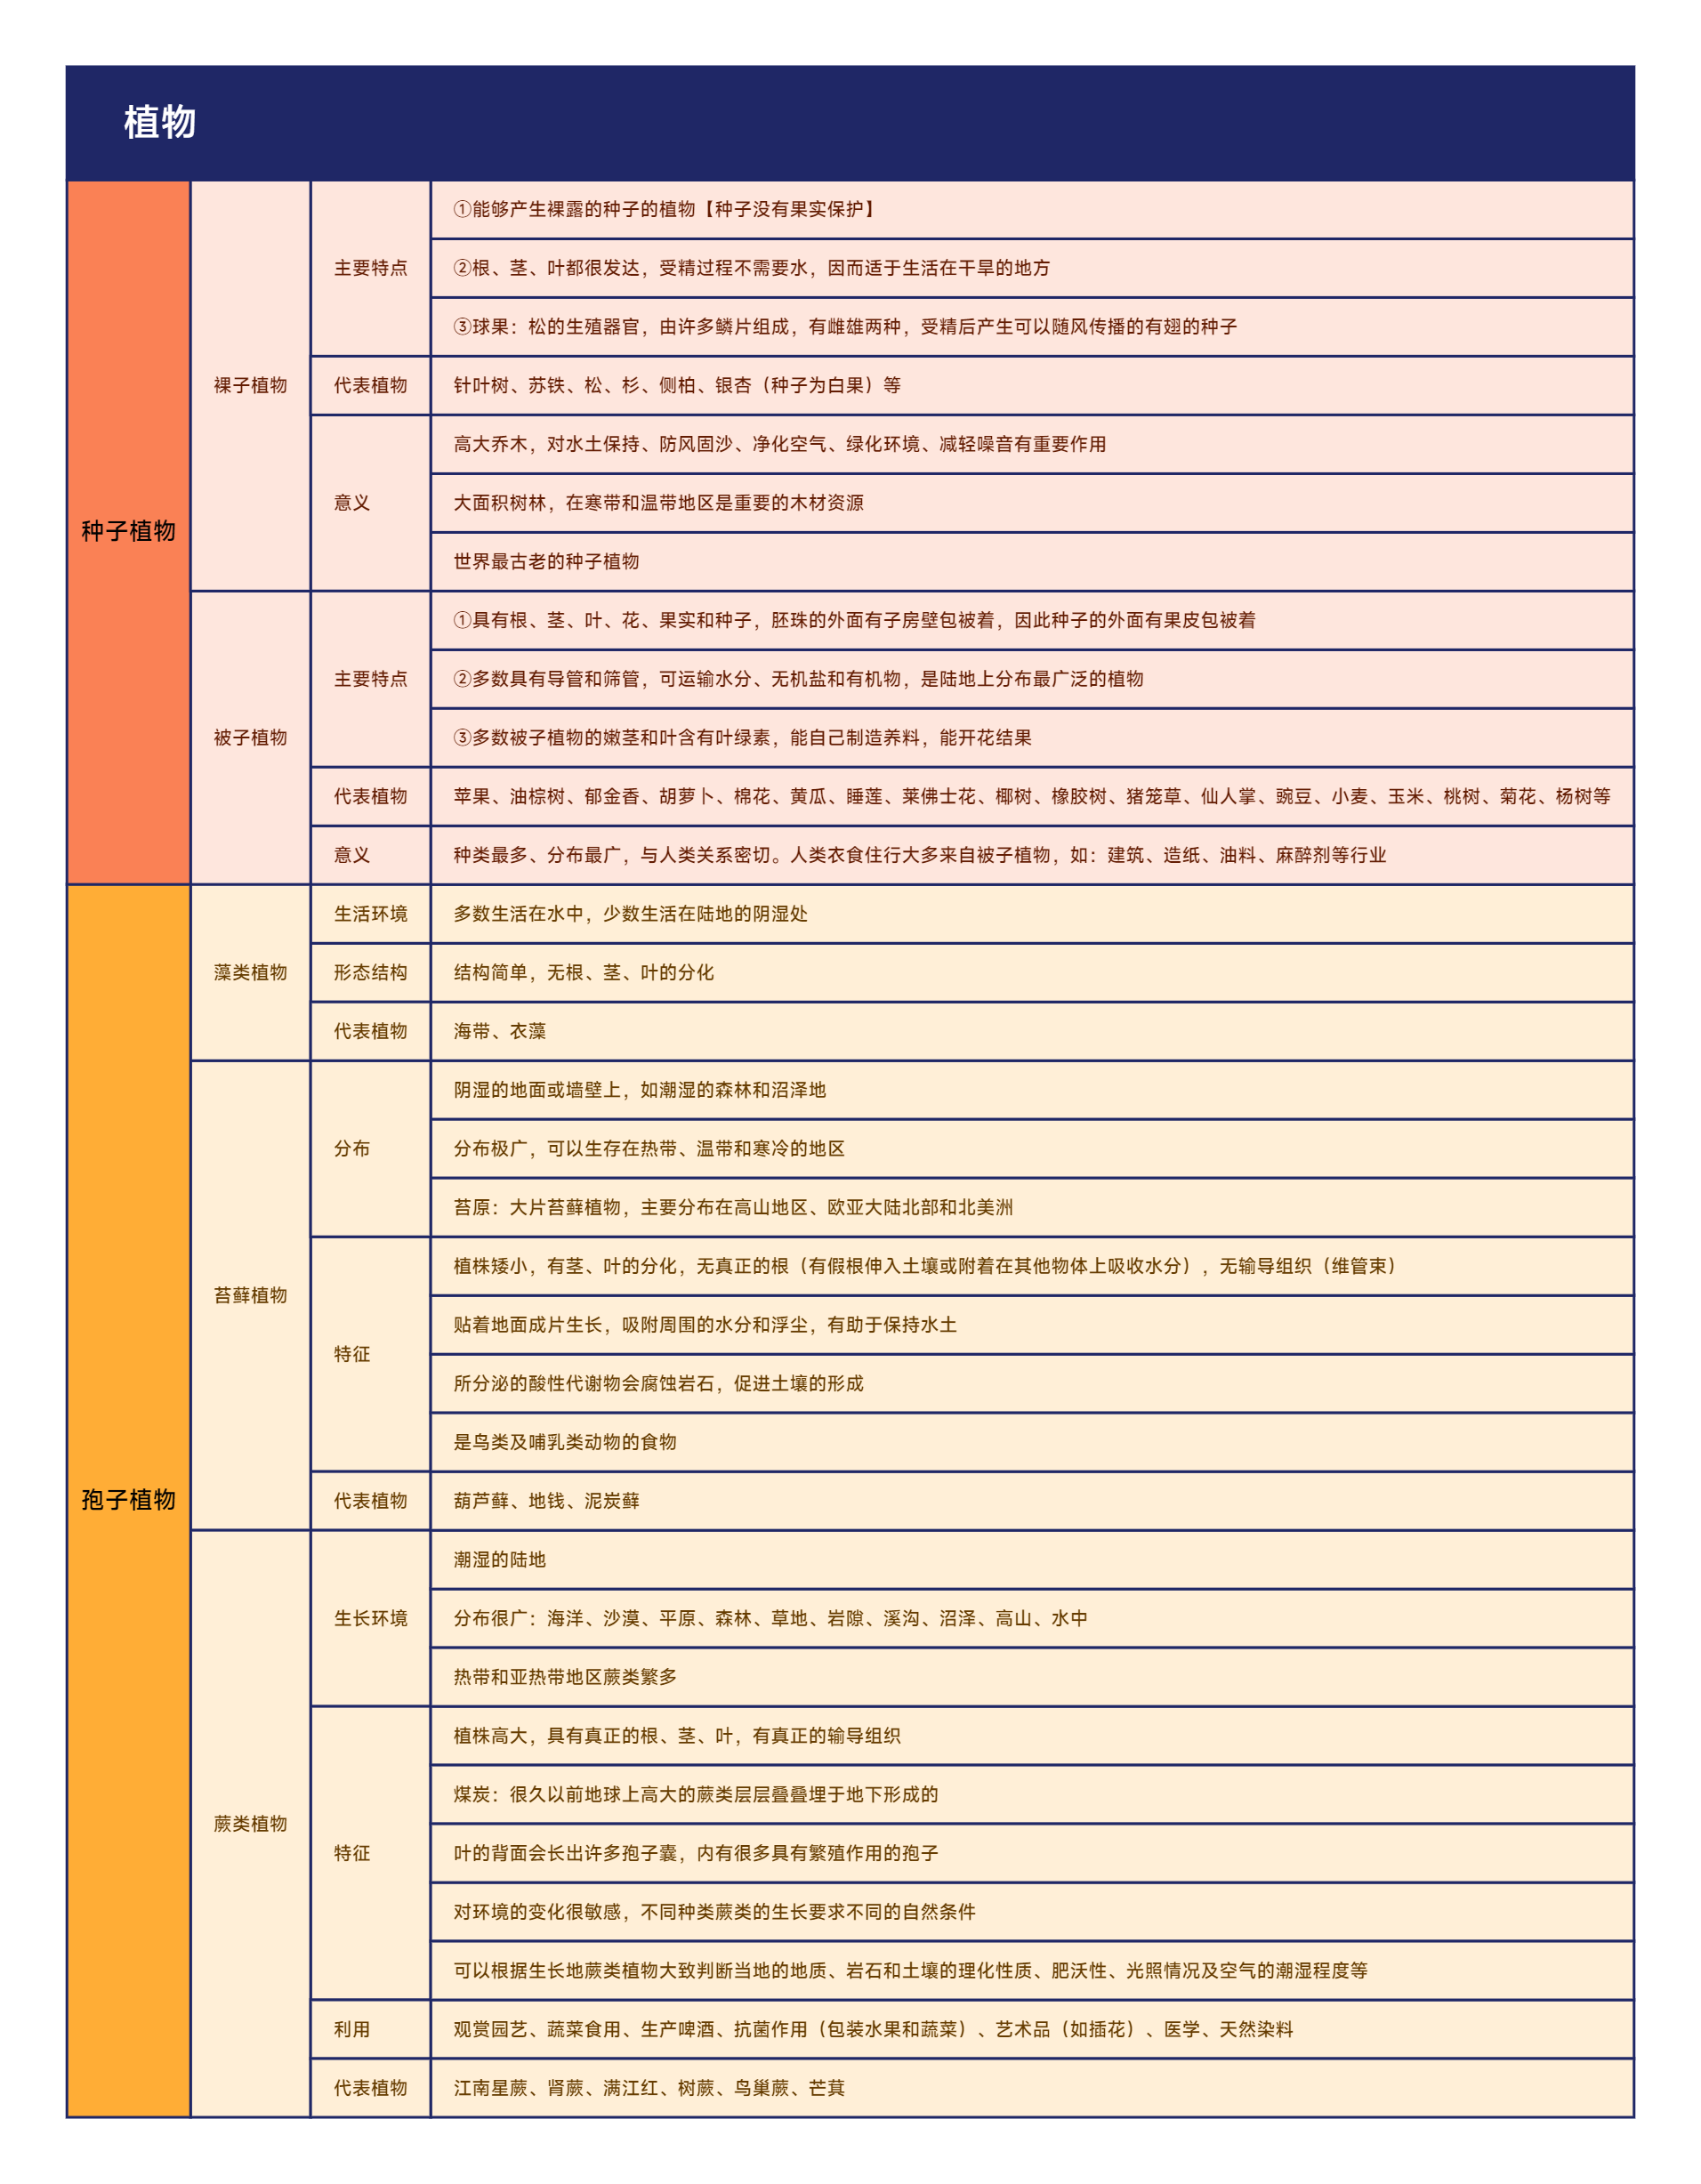 植物
种子植物
裸子植物
主要特点
①能够产生裸露的种子的植物【种子没有果实保护】
②根、茎、叶都很发达，受精过程不需要水，因而适于生活在干旱的地方
③球果：松的生殖器官，由许多鳞片组成，有雌雄两种，受精后产生可以随风传播的有翅的种子
代表植物
针叶树、苏铁、松、杉、侧柏、银杏（种子为白果）等
意义
高大乔木，对水土保持、防风固沙、净化空气、绿化环境、减轻噪音有重要作用
大面积树林，在寒带和温带地区是重要的木材资源
世界最古老的种子植物
被子植物
主要特点
①具有根、茎、叶、花、果实和种子，胚珠的外面有子房壁包被着，因此种子的外面有果皮包被着
②多数具有导管和筛管，可运输水分、无机盐和有机物，是陆地上分布最广泛的植物
③多数被子植物的嫩茎和叶含有叶绿素，能自己制造养料，能开花结果
代表植物
苹果、油棕树、郁金香、胡萝卜、棉花、黄瓜、睡莲、莱佛士花、椰树、橡胶树、猪笼草、仙人掌、豌豆、小麦、玉米、桃树、菊花、杨树等
意义
种类最多、分布最广，与人类关系密切。人类衣食住行大多来自被子植物，如：建筑、造纸、油料、麻醉剂等行业
孢子植物
藻类植物
生活环境
多数生活在水中，少数生活在陆地的阴湿处
形态结构
结构简单，无根、茎、叶的分化
代表植物
海带、衣藻
苔藓植物
分布
阴湿的地面或墙壁上，如潮湿的森林和沼泽地
分布极广，可以生存在热带、温带和寒冷的地区
苔原：大片苔藓植物，主要分布在高山地区、欧亚大陆北部和北美洲
特征
植株矮小，有茎、叶的分化，无真正的根（有假根伸入土壤或附着在其他物体上吸收水分），无输导组织（维管束）
贴着地面成片生长，吸附周围的水分和浮尘，有助于保持水土
所分泌的酸性代谢物会腐蚀岩石，促进土壤的形成
是鸟类及哺乳类动物的食物
代表植物
葫芦藓、地钱、泥炭藓
蕨类植物
生长环境
潮湿的陆地
分布很广：海洋、沙漠、平原、森林、草地、岩隙、溪沟、沼泽、高山、水中
热带和亚热带地区蕨类繁多
特征
植株高大，具有真正的根、茎、叶，有真正的输导组织
煤炭：很久以前地球上高大的蕨类层层叠叠埋于地下形成的
叶的背面会长出许多孢子囊，内有很多具有繁殖作用的孢子
对环境的变化很敏感，不同种类蕨类的生长要求不同的自然条件
可以根据生长地蕨类植物大致判断当地的地质、岩石和土壤的理化性质、肥沃性、光照情况及空气的潮湿程度等
利用
观赏园艺、蔬菜食用、生产啤酒、抗菌作用（包装水果和蔬菜）、艺术品（如插花）、医学、天然染料
代表植物
江南星蕨、肾蕨、满江红、树蕨、鸟巢蕨、芒萁